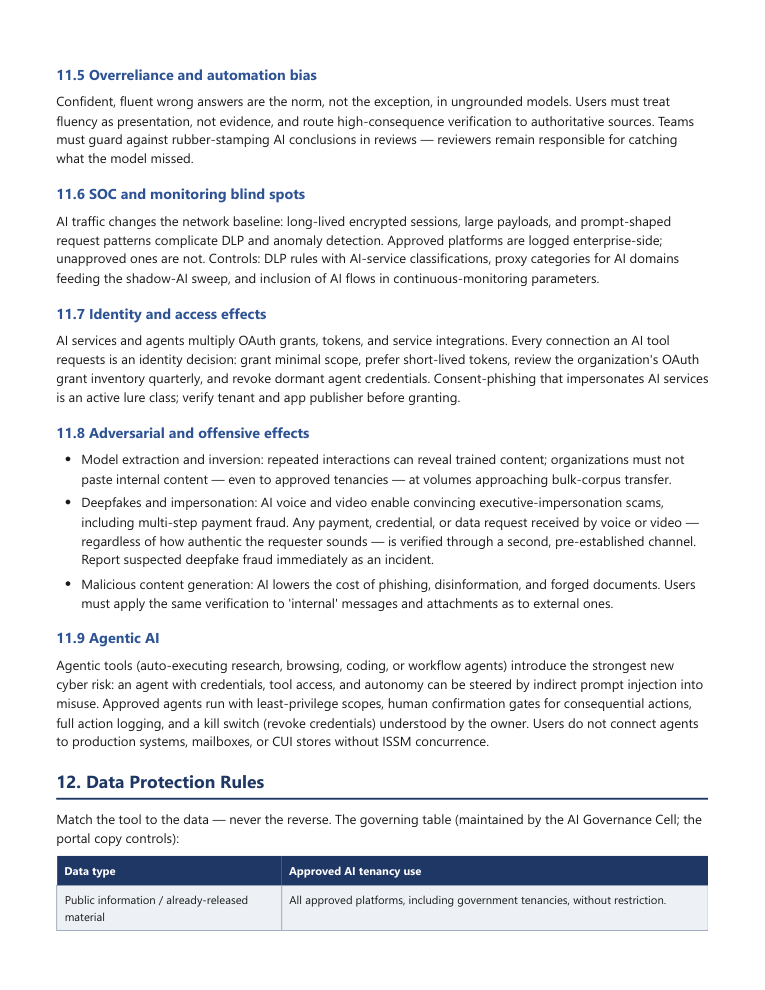 11.5 Overreliance and automation bias
Confident, fluent wrong answers are the norm, not the exception, in ungrounded models. Users must treat
fluency as presentation, not evidence, and route high-consequence verification to authoritative sources. Teams
must guard against rubber-stamping AI conclusions in reviews — reviewers remain responsible for catching
what the model missed.
11.6 SOC and monitoring blind spots
AI traffic changes the network baseline: long-lived encrypted sessions, large payloads, and prompt-shaped
request patterns complicate DLP and anomaly detection. Approved platforms are logged enterprise-side;
unapproved ones are not. Controls: DLP rules with AI-service classifications, proxy categories for AI domains
feeding the shadow-AI sweep, and inclusion of AI flows in continuous-monitoring parameters.
11.7 Identity and access effects
AI services and agents multiply OAuth grants, tokens, and service integrations. Every connection an AI tool
requests is an identity decision: grant minimal scope, prefer short-lived tokens, review the organization's OAuth
grant inventory quarterly, and revoke dormant agent credentials. Consent-phishing that impersonates AI services
is an active lure class; verify tenant and app publisher before granting.
11.8 Adversarial and offensive effects
• Model extraction and inversion: repeated interactions can reveal trained content; organizations must not
paste internal content — even to approved tenancies — at volumes approaching bulk-corpus transfer.
• Deepfakes and impersonation: AI voice and video enable convincing executive-impersonation scams,
including multi-step payment fraud. Any payment, credential, or data request received by voice or video —
regardless of how authentic the requester sounds — is verified through a second, pre-established channel.
Report suspected deepfake fraud immediately as an incident.
• Malicious content generation: AI lowers the cost of phishing, disinformation, and forged documents. Users
must apply the same verification to 'internal' messages and attachments as to external ones.
11.9 Agentic AI
Agentic tools (auto-executing research, browsing, coding, or workflow agents) introduce the strongest new
cyber risk: an agent with credentials, tool access, and autonomy can be steered by indirect prompt injection into
misuse. Approved agents run with least-privilege scopes, human confirmation gates for consequential actions,
full action logging, and a kill switch (revoke credentials) understood by the owner. Users do not connect agents
to production systems, mailboxes, or CUI stores without ISSM concurrence.
12. Data Protection Rules
Match the tool to the data — never the reverse. The governing table (maintained by the AI Governance Cell; the
portal copy controls):
Data type
Approved AI tenancy use
Public information / already-released
material
All approved platforms, including government tenancies, without restriction.